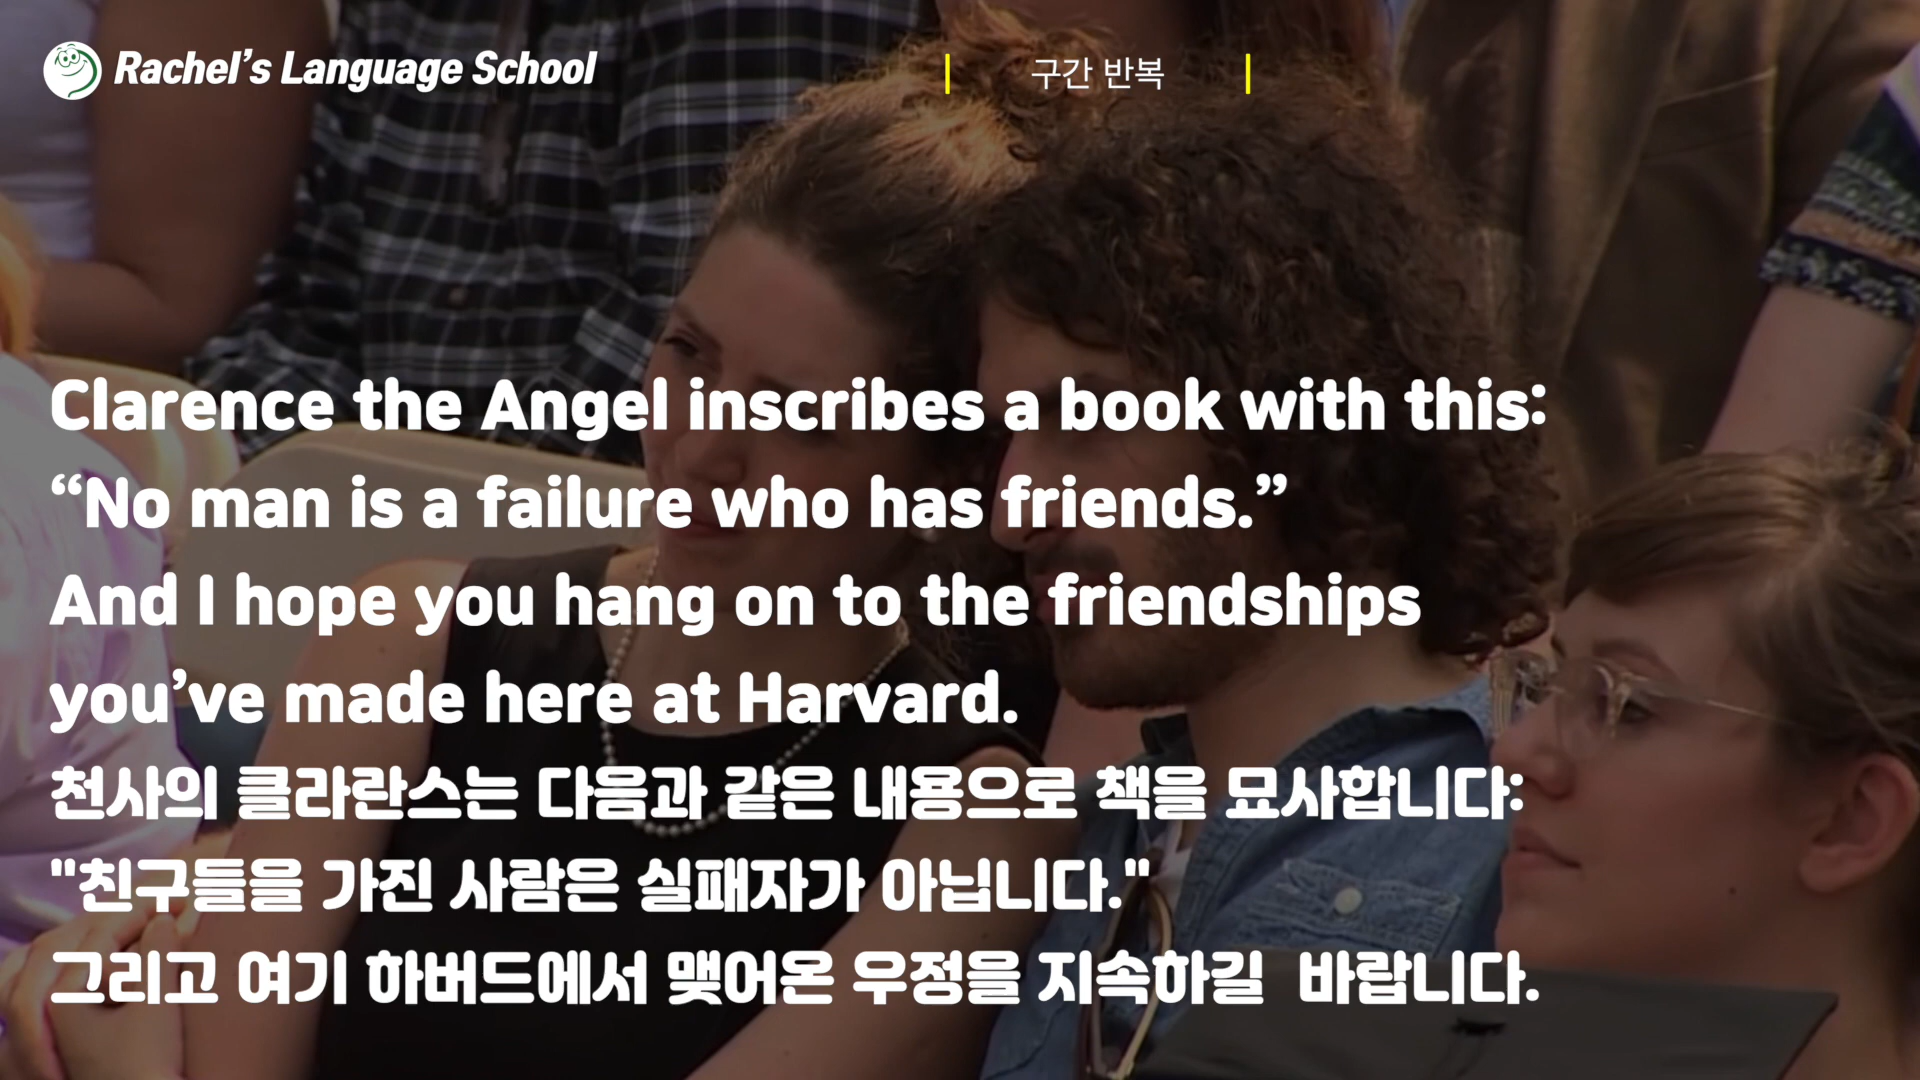 Rachel’s Language School
구간 반복
Clarence the Angel inscribes a book with this:
“No man is a failure who has friends.”
And I hope you hang on to the friendships
you’ve made here at Harvard.
천사의 클라란스는 다음과 같은 내용으로 책을 묘사합니다:
"친구들을 가진 사람은 실패자가 아닙니다."
그리고 여기 하버드에서 맺어온 우정을 지속하길  바랍니다.